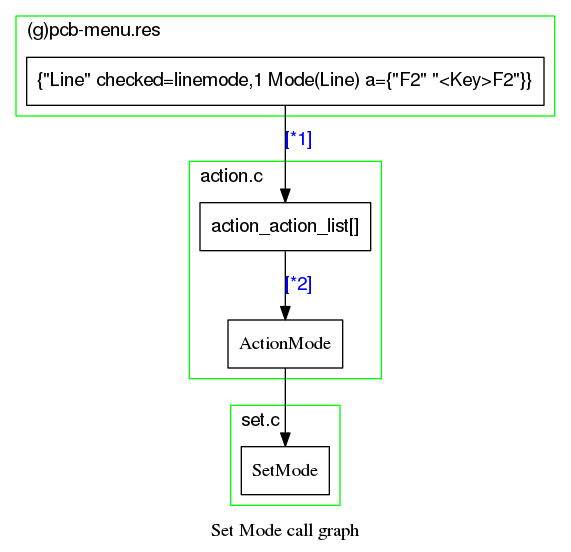 (g)pcb-menu.res
{"Line" checked=linemode,1 Mode(Line) a={"F2" "<Key>F2"}}
[*1]
action.c
action_action_list[]
[*2]
ActionMode
set.c
SetMode
Set Mode call graph